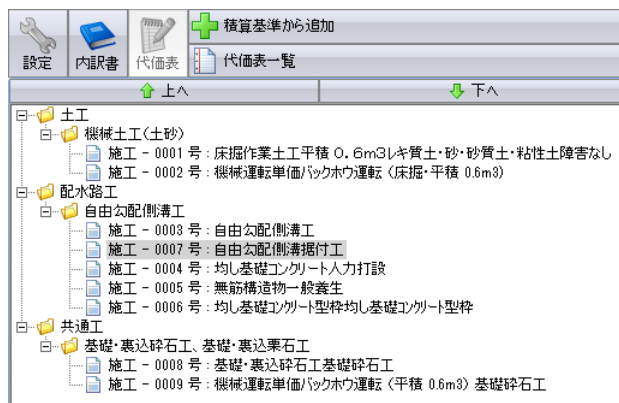 積算基準から追加
設定 内訳書 代価表 代価表一覧
上へ 下へ
土工
機械土工(土砂)
施工 - 0001 号 : 床掘作業土工平積 0.6m3レキ質土・砂・砂質土・粘性土障害なし
施工 - 0002 号 : 機械運転単価バックホウ運転 (床掘・平積 0.6m3)
配水路工
自由勾配側溝工
施工 - 0003 号 : 自由勾配側溝工
施工 - 0007 号 : 自由勾配側溝据付工
施工 - 0004 号 : 均し基礎コンクリート人力打設
施工 - 0005 号 : 無筋構造物一般養生
施工 - 0006 号 : 均し基礎コンクリート型枠均し基礎コンクリート型枠
共通工
基礎・裏込砕石工、基礎・裏込栗石工
施工 - 0008 号 : 基礎・裏込砕石工基礎砕石工
施工 - 0009 号 : 機械運転単価バックホウ運転 (平積 0.6m3) 基礎砕石工